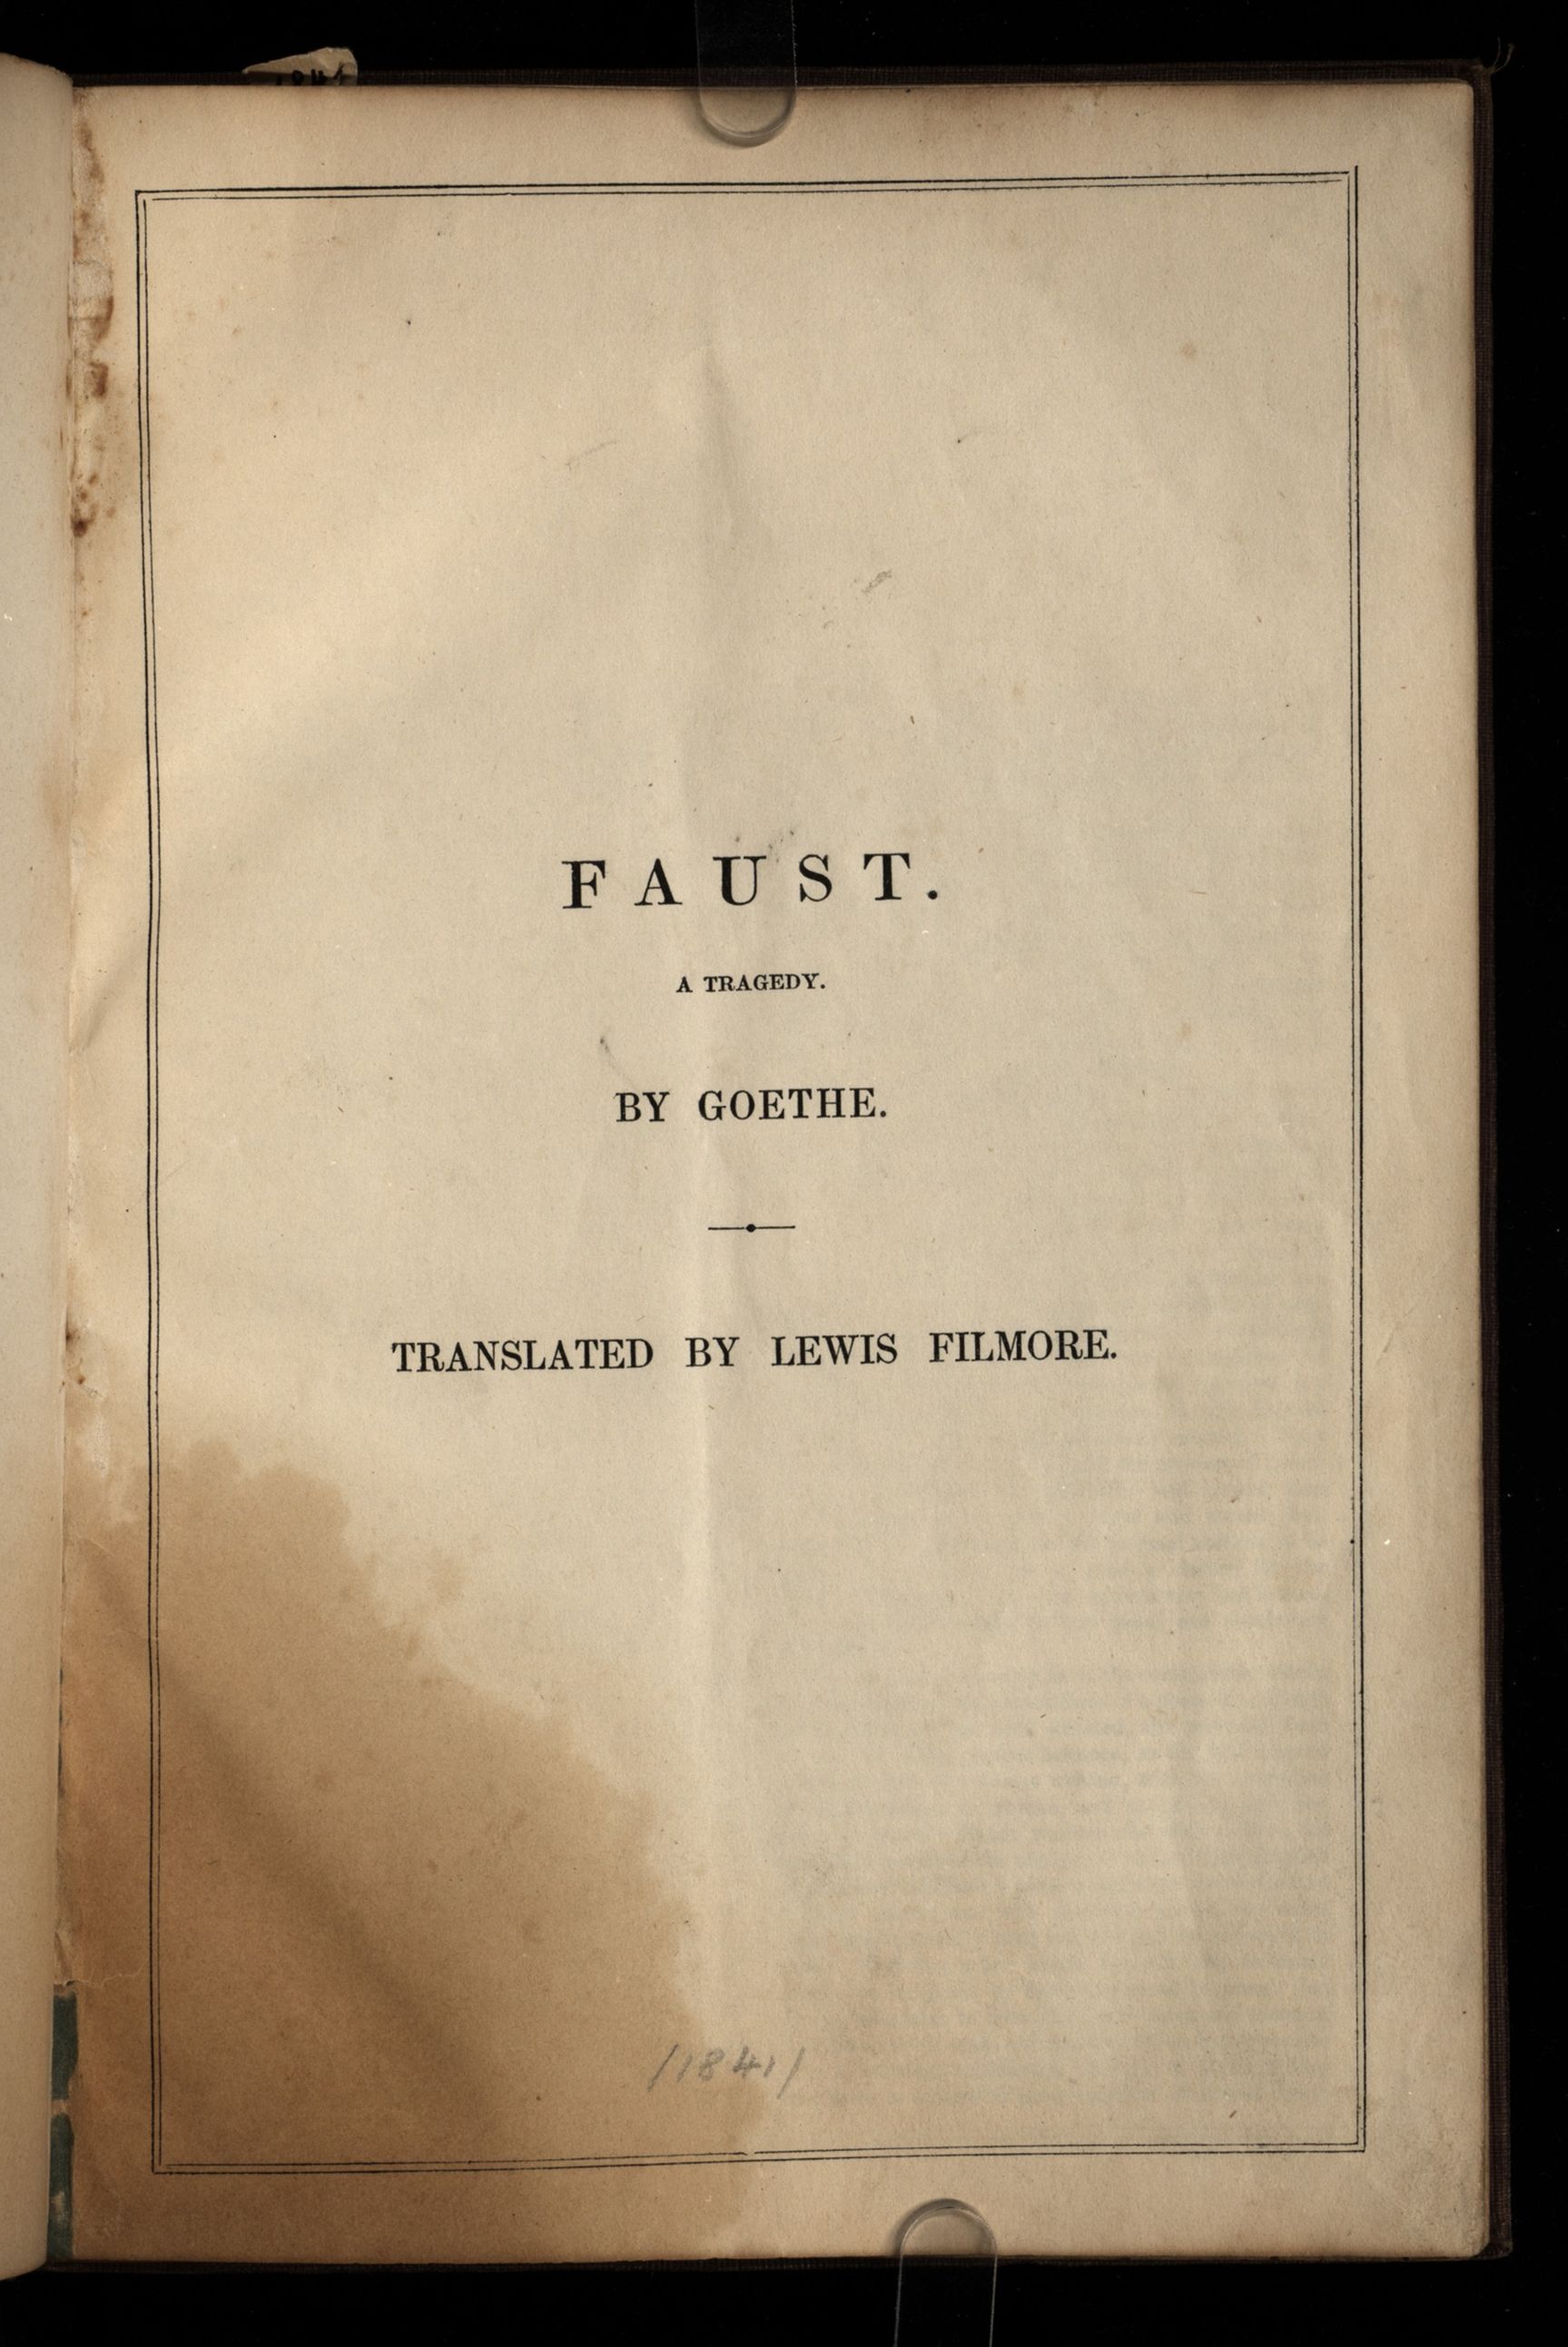 FAUST.
A TRAGEDY.
BY GOETHE.
TRANSLATED BY LEWIS FILMORE.
/1841/